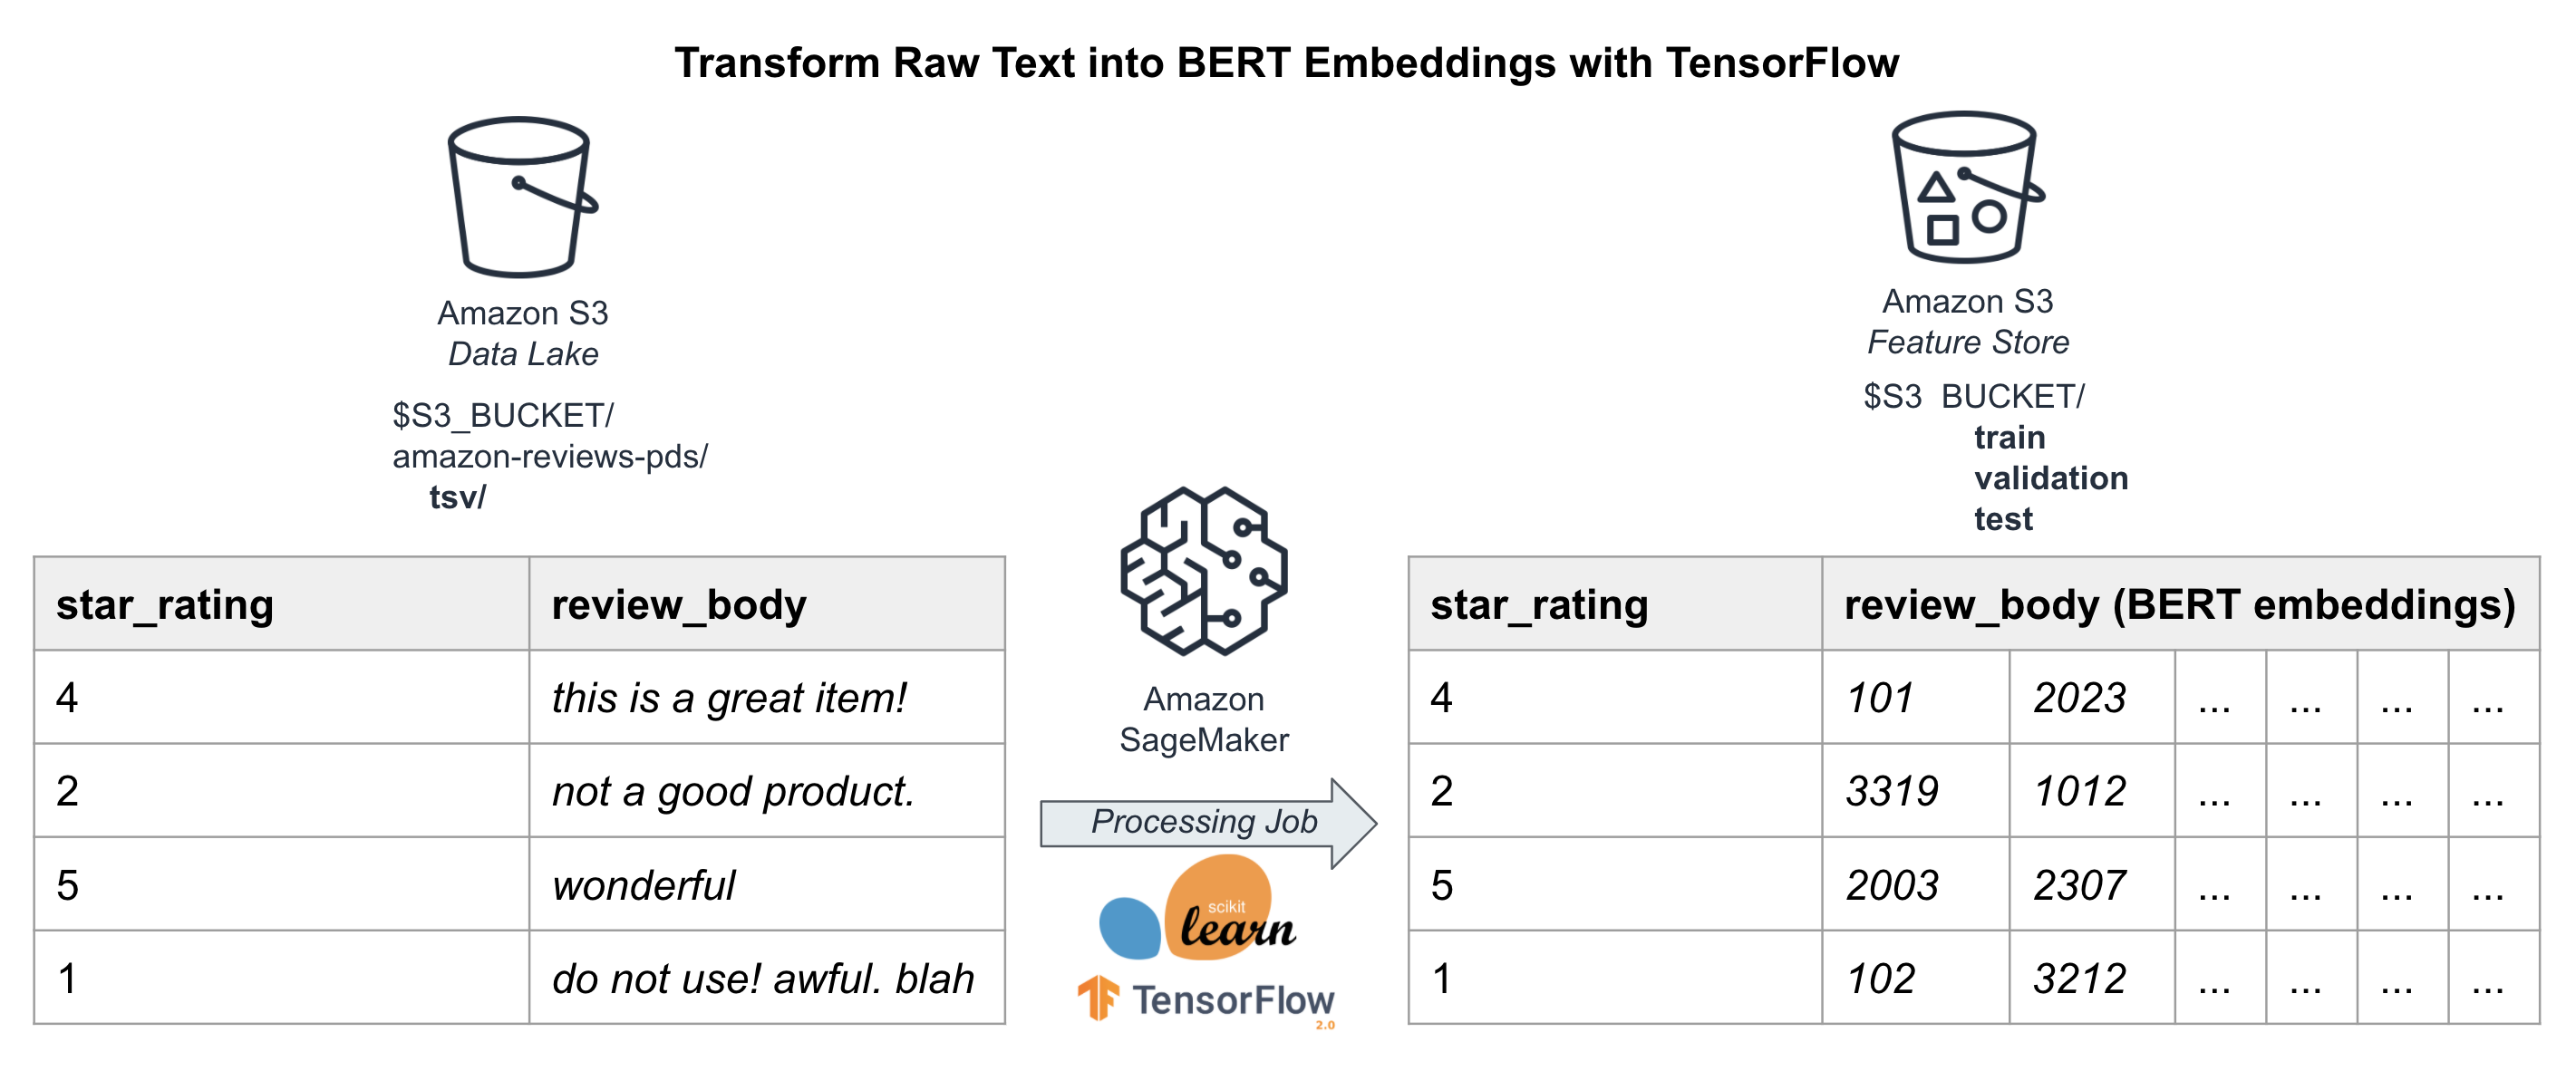 Transform Raw Text into BERT Embeddings with TensorFlow
Amazon S3
Data Lake
$S3_BUCKET/
amazon-reviews-pds/
tsv/
Amazon S3
Feature Store
$S3 BUCKET/
train
validation
test
star_rating review_body
4 this is a great item!
2 not a good product.
5 wonderful
1 do not use! awful. blah
Amazon
SageMaker
Processing Job
scikit
learn
TensorFlow
2.0
star_rating review_body (BERT embeddings)
4 101 2023 ... ... ... ...
2 3319 1012 ... ... ... ...
5 2003 2307 ... ... ... ...
1 102 3212 ... ... ... ...